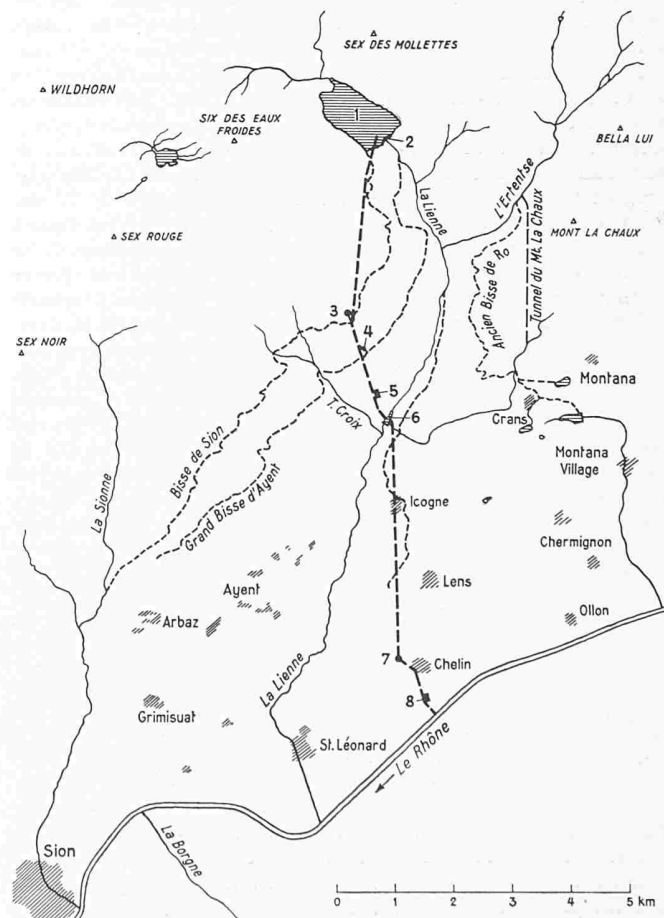 SEX DES MOLLETTES
WILDHORN
1
SIX DES EAUX
FROIDES
2
BELLA LUI
La Lienne
L'Ertentse
SEX ROUGE
MONT LA CHAUX
Ancien Bisse de Ro
Tunnel du Mt. La Chaux
3
SEX NOIR
4
5
Montana
T. Croix
6
Crans
Bisse de Sion
Montana
Village
La Sionne
Grand Bisse d'Ayent
Icogne
Chermignon
Ayent
Lens
Arbaz
Ollon
7
Chelin
La Lienne
8
Grimisuat
St. Léonard
Le Rhône
Sion
La Borgne
0 1 2 3 4 5 km